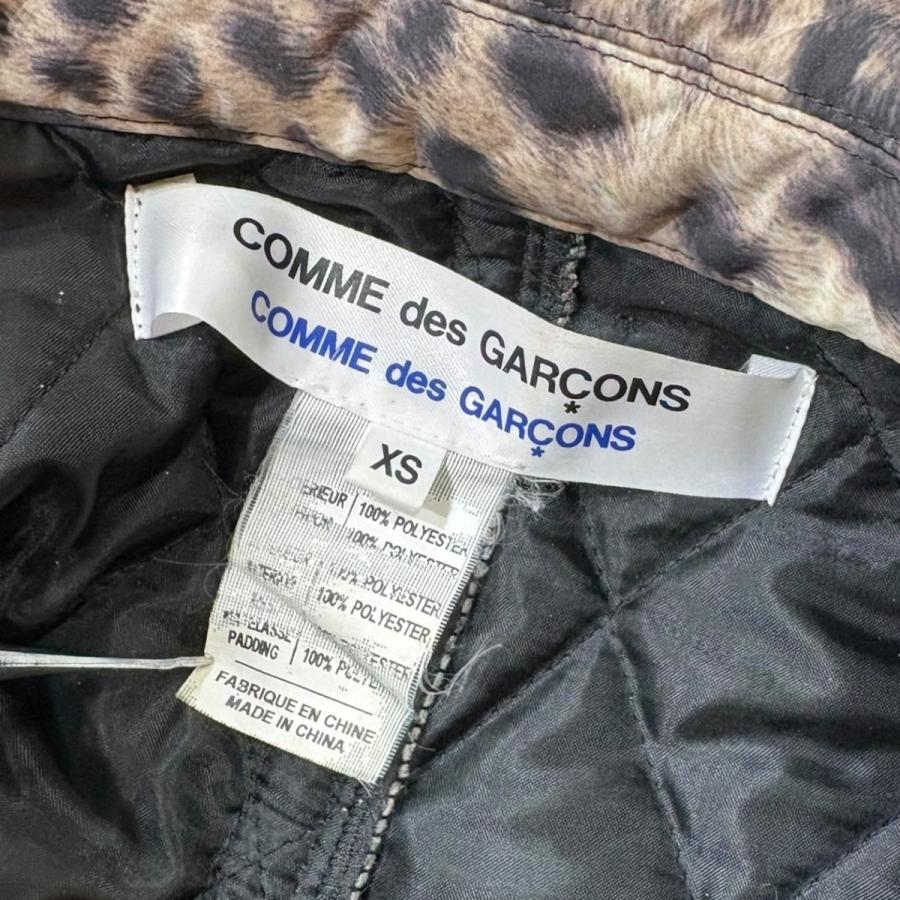 COMME des GARÇONS
COMME des GARÇONS
XS
100% POLYESTER
100% POLYESTER
100% POLYESTER
100% POLYESTER
PADDING 100%
FABRIQUE EN CHINE
MADE IN CHINA